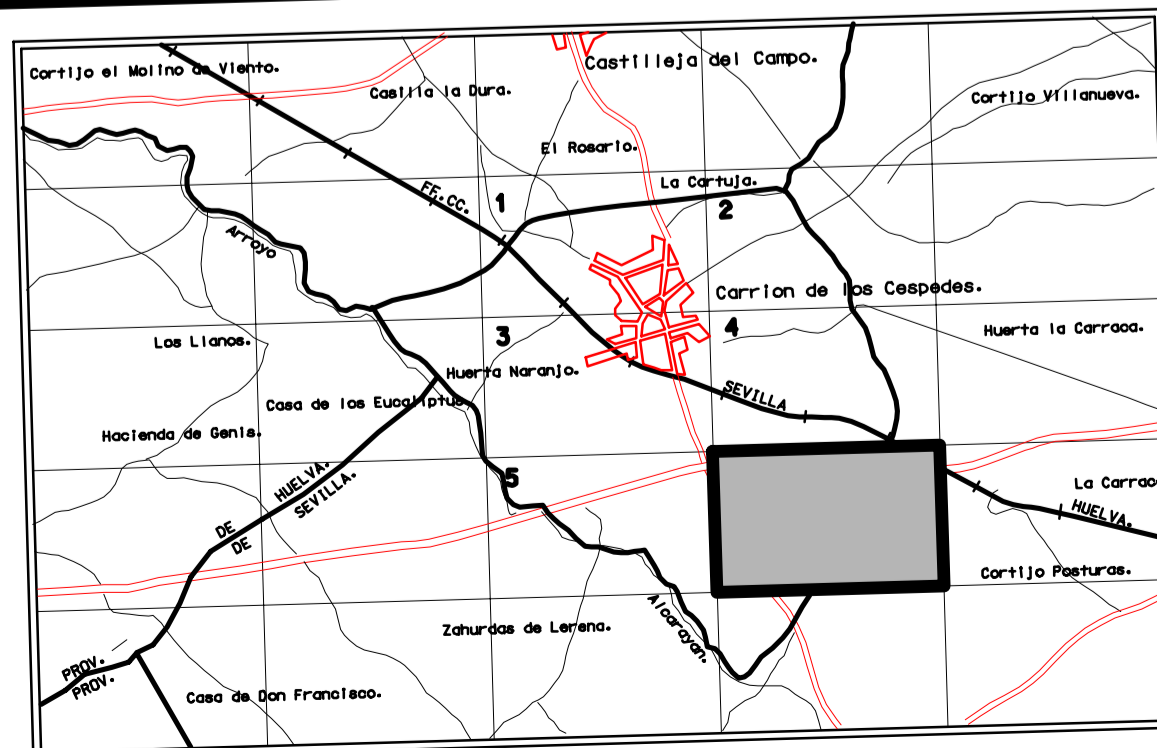 Castilleja del Campo.
Cortijo el Molino de Viento.
Casilla la Dura.
Cortijo Villanueva.
El Rosario.
La Cartuja.
FF.CC.
1
2
Arroyo
Carrion de los Cespedes.
3
4
Huerta la Carraca.
Los Llanos.
Huerta Naranjo.
SEVILLA
Casa de los Eucaliptus
Hacienda de Genis.
HUELVA.
SEVILLA.
5
La Carrac
HUELVA.
DE
DE
Cortijo Posturas.
Alcarayan.
Zahurdas de Lerena.
PROV.
PROV.
Casa de Don Francisco.